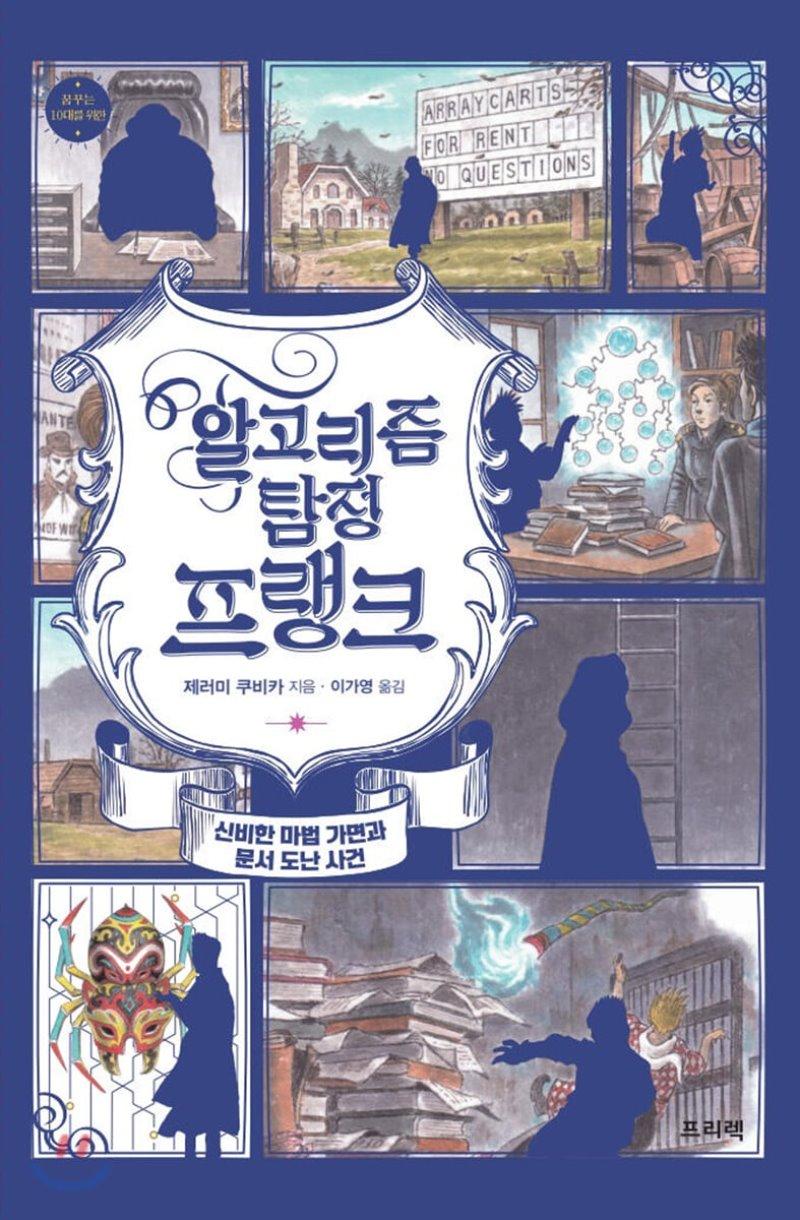 꿈꾸는
10대를 위한
ARRAYCARTS
FOR RENT
NO QUESTIONS
알고리즘
탐정
프랭크
제러미 쿠비카 지음 · 이가영 옮김
신비한 마법 가면과
문서 도난 사건
프리렉